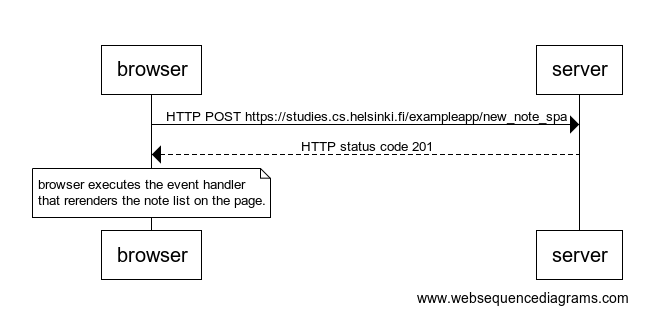 browser
server
HTTP POST https://studies.cs.helsinki.fi/exampleapp/new_note_spa
HTTP status code 201
browser executes the event handler
that rerenders the note list on the page.
browser
server
www.websequencediagrams.com